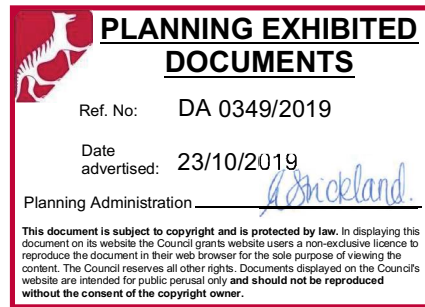 PLANNING EXHIBITED
DOCUMENTS
Ref. No: DA 0349/2019
Date
advertised: 23/10/2019
Planning Administration A Strickland.
This document is subject to copyright and is protected by law. In displaying this
document on its website the Council grants website users a non-exclusive licence to
reproduce the document in their web browser for the sole purpose of viewing the
content. The Council reserves all other rights. Documents displayed on the Council's
website are intended for public perusal only and should not be reproduced
without the consent of the copyright owner.